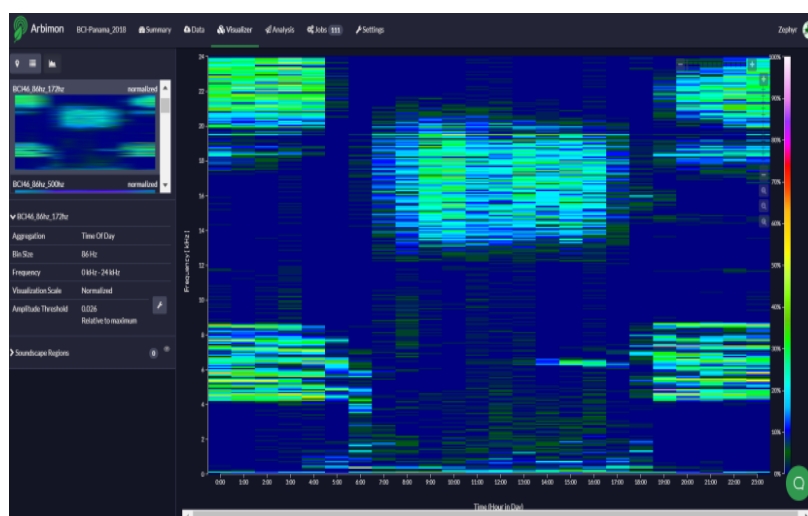 Arbimon BCI-Panama_2018 Summary Data Visualizer Analysis Jobs 111 Settings Zephyr
BCI46_86hz_172hz normalized
BCI46_86hz_500hz normalized
BCI46_86hz_172hz
Aggregation Time Of Day
Bin Size 86 Hz
Frequency 0 kHz - 24 kHz
Visualization Scale Normalized
Amplitude Threshold 0.026
Relative to maximum
Soundscape Regions 0
Frequency ( kHz )
24
22
20
18
16
14
12
10
8
6
4
2
0
0:00 1:00 2:00 3:00 4:00 5:00 6:00 7:00 8:00 9:00 10:00 11:00 12:00 13:00 14:00 15:00 16:00 17:00 18:00 19:00 20:00 21:00 22:00 23:00
Time (Hour in Day)
100%
90%
80%
70%
60%
50%
40%
30%
20%
10%
0%